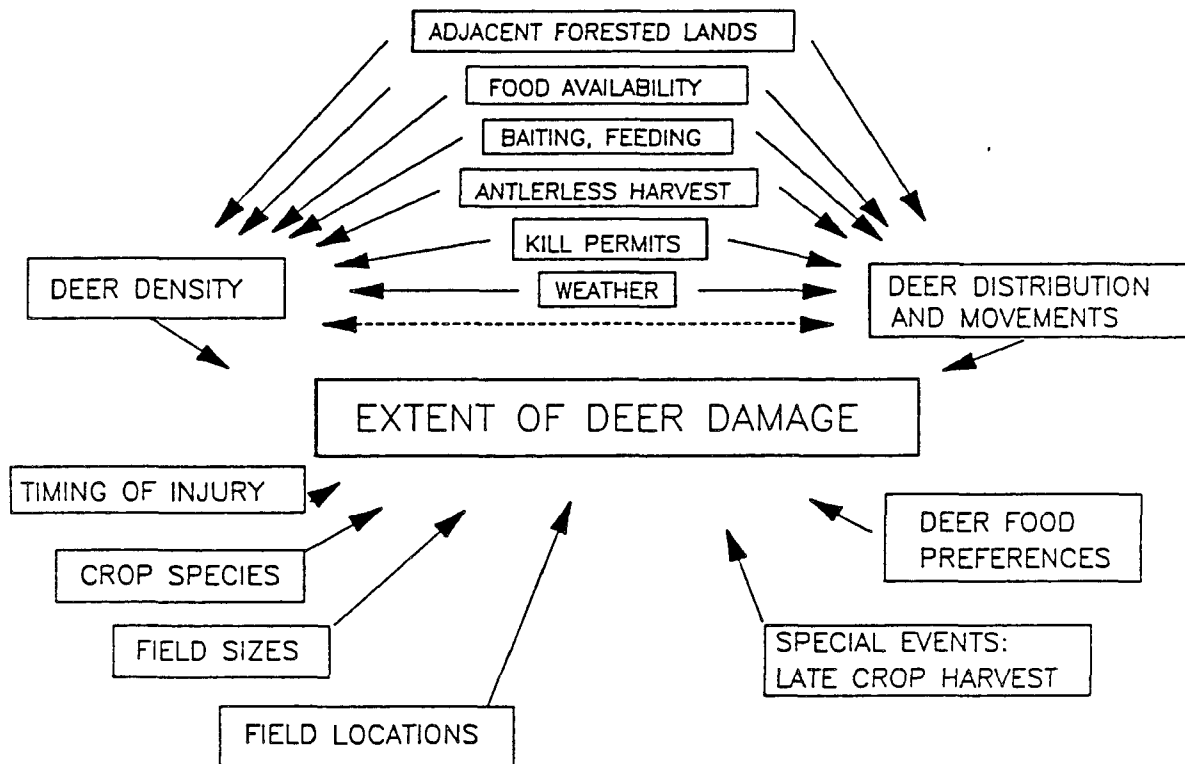 ADJACENT FORESTED LANDS
FOOD AVAILABILITY
BAITING, FEEDING
ANTLERLESS HARVEST
KILL PERMITS
WEATHER
DEER DENSITY
DEER DISTRIBUTION
AND MOVEMENTS
EXTENT OF DEER DAMAGE
TIMING OF INJURY
CROP SPECIES
FIELD SIZES
FIELD LOCATIONS
DEER FOOD
PREFERENCES
SPECIAL EVENTS:
LATE CROP HARVEST